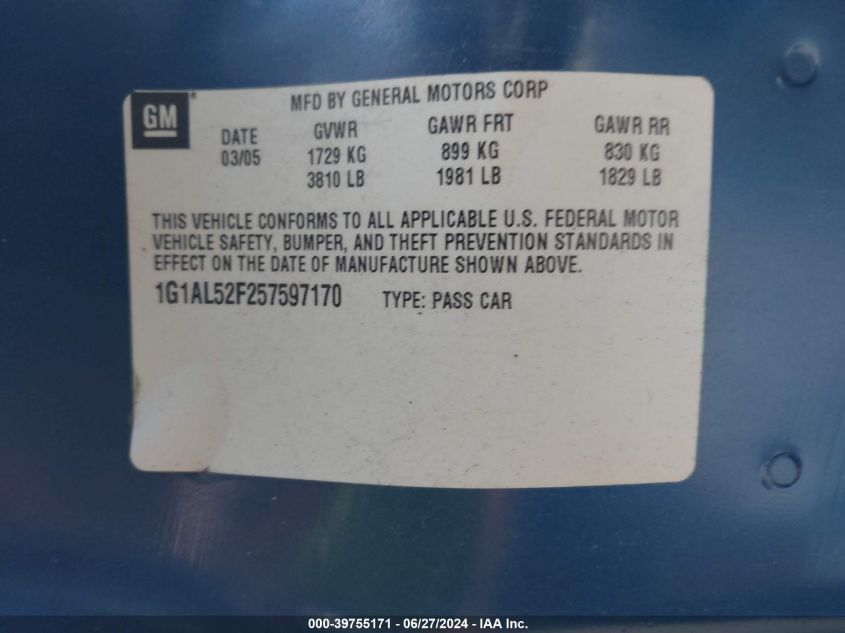 GM
MFD BY GENERAL MOTORS CORP
DATE GVWR GAWR FRT GAWR RR
03/05 1729 KG 899 KG 830 KG
3810 LB 1981 LB 1829 LB
THIS VEHICLE CONFORMS TO ALL APPLICABLE U.S. FEDERAL MOTOR
VEHICLE SAFETY, BUMPER, AND THEFT PREVENTION STANDARDS IN
EFFECT ON THE DATE OF MANUFACTURE SHOWN ABOVE.
1G1AL52F257597170 TYPE: PASS CAR
000-39755171 - 06/27/2024 - IAA Inc.